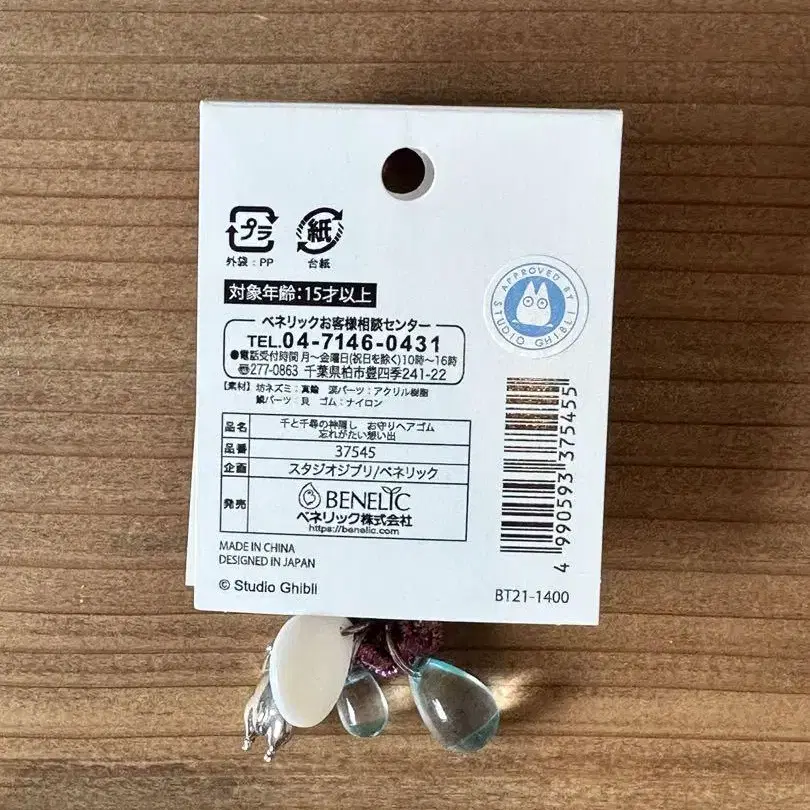 プラ
紙
外袋:PP
台紙
対象年齢:15才以上
APPROVED BY STUDIO GHIBLI
ベネリックお客様相談センター
TEL.04-7146-0431
●電話受付時間 月~金曜日(祝日を除く)10時~16時
〒277-0863 千葉県柏市豊四季241-22
【素材】坊ネズミ:真鍮 涙パーツ:アクリル樹脂
鱗パーツ:貝 ゴム:ナイロン
品名 千と千尋の神隠し お守りヘアゴム
忘れがたい想い出
品番 37545
企画 スタジオジブリ/ベネリック
発売 BENELIC
ベネリック株式会社
https://benelic.com
4 990593 375455
MADE IN CHINA
DESIGNED IN JAPAN
© Studio Ghibli
BT21-1400